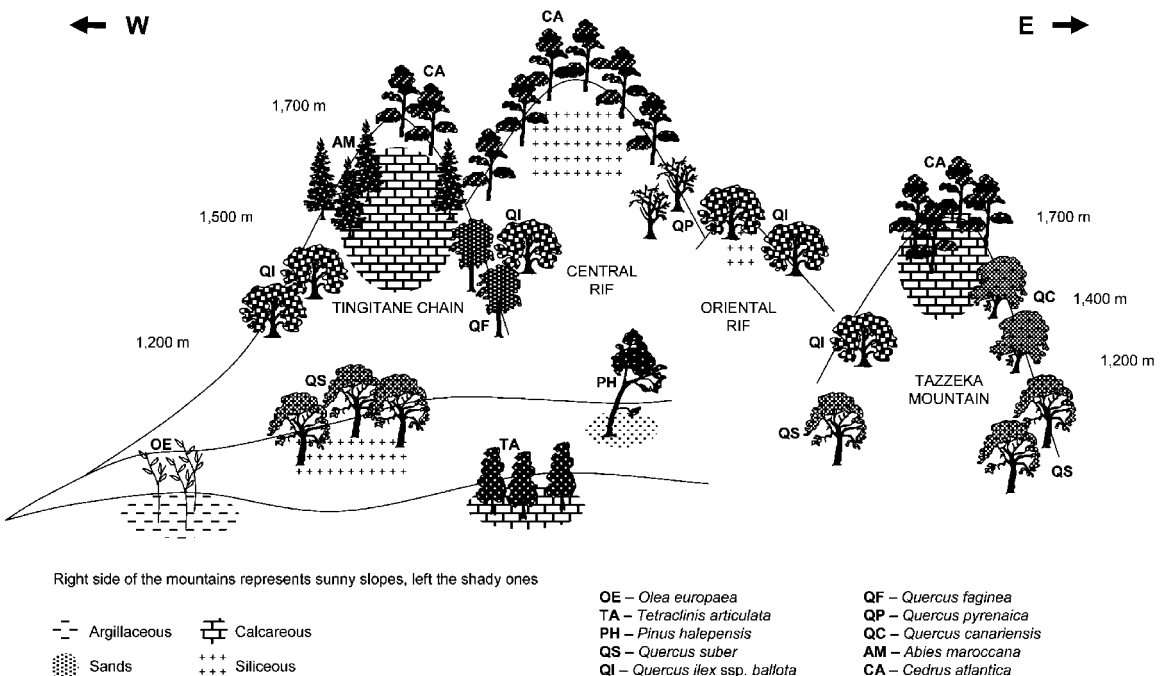 W
E
CA
CA
1,700 m
AM
CA
1,500 m
QI
QP
QI
1,700 m
QI
CENTRAL
RIF
TINGITANE CHAIN
ORIENTAL
RIF
QC
1,400 m
QF
1,200 m
QI
1,200 m
PH
QS
TAZZEKA
MOUNTAIN
QS
OE
TA
QS
Right side of the mountains represents sunny slopes, left the shady ones
Argillaceous
Calcareous
Sands
Siliceous
OE – Olea europaea
TA – Tetraclinis articulata
PH – Pinus halepensis
QS – Quercus suber
QI – Quercus ilex ssp. ballota
QF – Quercus faginea
QP – Quercus pyrenaica
QC – Quercus canariensis
AM – Abies maroccana
CA – Cedrus atlantica